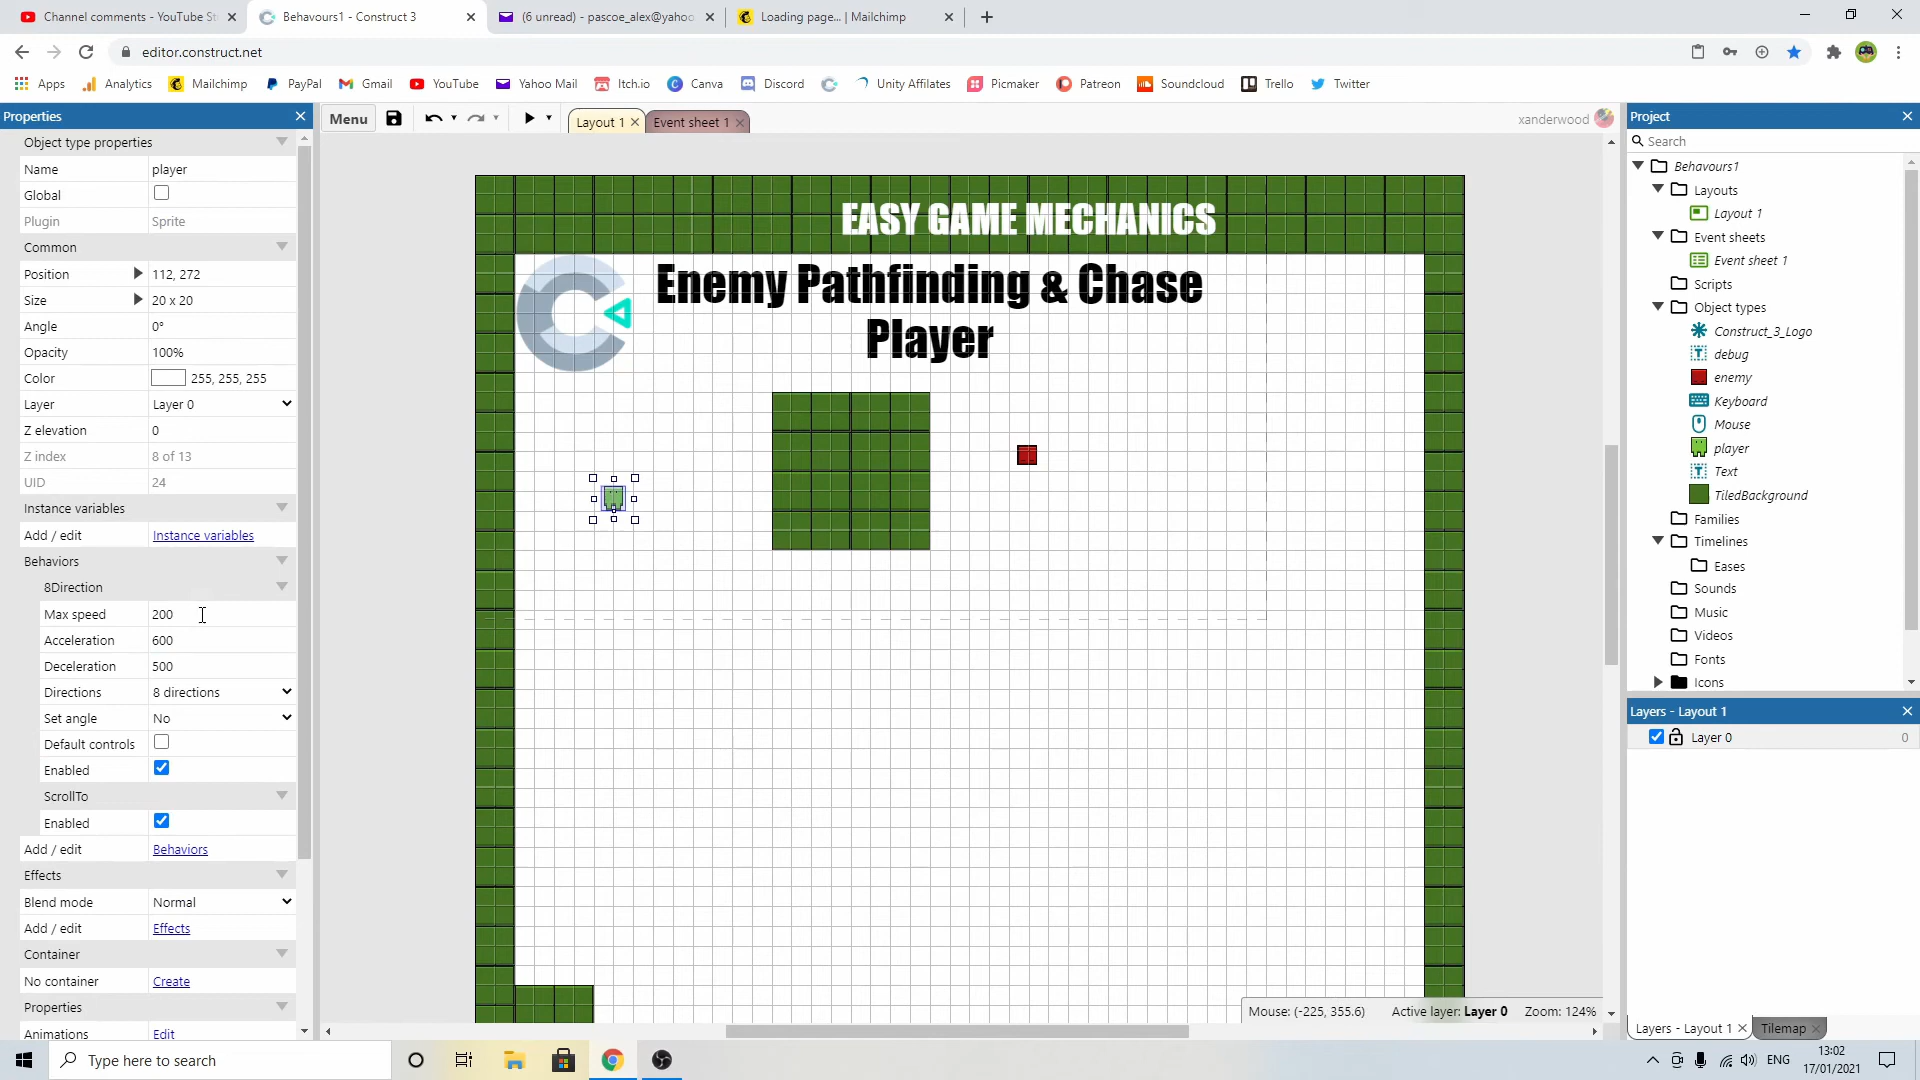 Channel comments - YouTube St
Behavours1 - Construct 3
(6 unread) - pascoe_alex@yahoo
Loading page... | Mailchimp
editor.construct.net
Apps
Analytics
Mailchimp
PayPal
Gmail
YouTube
Yahoo Mail
Itch.io
Canva
Discord
Unity Affilates
Picmaker
Patreon
Soundcloud
Trello
Twitter
Properties
Menu
Layout 1
Event sheet 1
xanderwood
Object type properties
Name player
Global
Plugin Sprite
Common
Position 112, 272
Size 20 x 20
Angle 0°
Opacity 100%
Color 255, 255, 255
Layer Layer 0
Z elevation 0
Z index 8 of 13
UID 24
Instance variables
Add / edit Instance variables
Behaviors
8Direction
Max speed 200
Acceleration 600
Deceleration 500
Directions 8 directions
Set angle No
Default controls
Enabled
ScrollTo
Enabled
Add / edit Behaviors
Effects
Blend mode Normal
Add / edit Effects
Container
No container Create
Properties
Animations Edit
EASY GAME MECHANICS
Enemy Pathfinding & Chase
Player
Mouse: (-225, 355.6) Active layer: Layer 0 Zoom: 124%
Project
Search
Behavours1
Layouts
Layout 1
Event sheets
Event sheet 1
Scripts
Object types
Construct_3_Logo
debug
enemy
Keyboard
Mouse
player
Text
TiledBackground
Families
Timelines
Eases
Sounds
Music
Videos
Fonts
Icons
Layers - Layout 1
Layer 0 0
Layers - Layout 1
Tilemap
Type here to search
ENG
13:02
17/01/2021